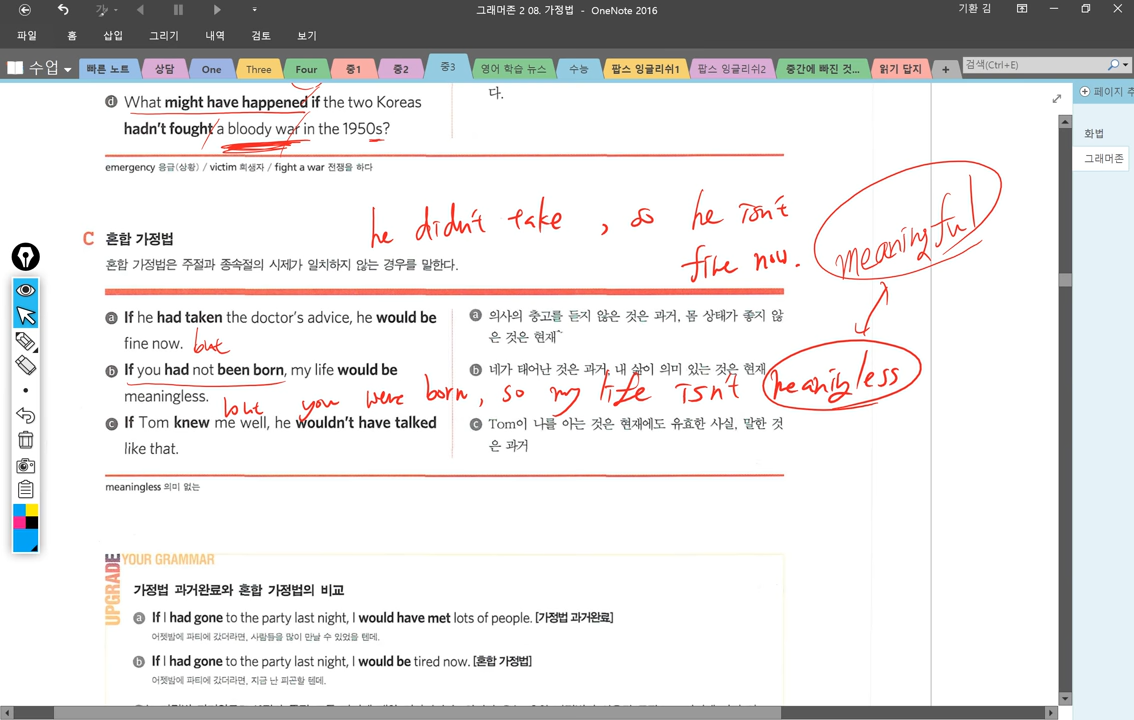 그래머존 2 08. 가정법 - OneNote 2016
기환 김
파일 홈 삽입 그리기 내역 검토 보기
수업
빠른 노트 상담 One Three Four 중1 중2 중3 영어 학습 뉴스 수능 팝스 잉글리쉬1 팝스 잉글리쉬2 중간에 빠진 것... 읽기 답지 +
검색(Ctrl+E)
페이지 추
화법
그래머존
ⓓ What might have happened if the two Koreas
hadn't fought a bloody war in the 1950s?
다.
emergency 응급(상황) / victim 희생자 / fight a war 전쟁을 하다
he didn't take , so he isn't
fine now.
meaningful
C 혼합 가정법
혼합 가정법은 주절과 종속절의 시제가 일치하지 않는 경우를 말한다.
ⓐ If he had taken the doctor's advice, he would be
fine now.
but
ⓑ If you had not been born, my life would be
meaningless.
but you were born, so my life isn't meaningless
ⓒ If Tom knew me well, he wouldn't have talked
like that.
ⓐ 의사의 충고를 듣지 않은 것은 과거, 몸 상태가 좋지 않
은 것은 현재
ⓑ 네가 태어난 것은 과거, 내 삶이 의미 있는 것은 현재
ⓒ Tom이 나를 아는 것은 현재에도 유효한 사실, 말한 것
은 과거
meaningless 의미 없는
UPGRADE YOUR GRAMMAR
가정법 과거완료와 혼합 가정법의 비교
ⓐ If I had gone to the party last night, I would have met lots of people. [가정법 과거완료]
어젯밤에 파티에 갔더라면, 사람들을 많이 만날 수 있었을 텐데.
ⓑ If I had gone to the party last night, I would be tired now. [혼합 가정법]
어젯밤에 파티에 갔더라면, 지금 난 피곤할 텐데.